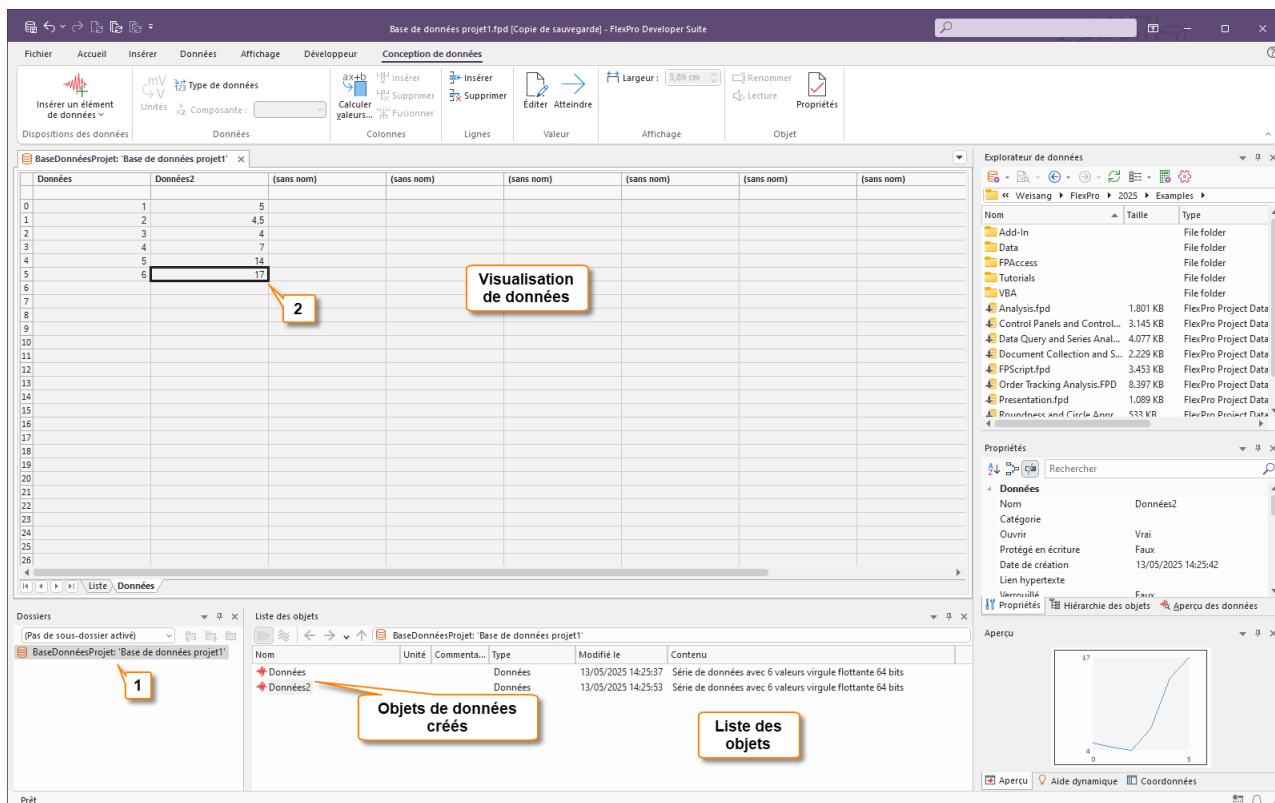 Base de données projet1.fpd [Copie de sauvegarde] - FlexPro Developer Suite
Fichier Accueil Insérer Données Affichage Développeur Conception de données
Insérer un élément de données
mV V Unités
Type de données
Composante :
ax+b Calculer valeurs...
Insérer
Supprimer
Fusionner
Insérer
Supprimer
Éditer Atteindre
Largeur : 3,89 cm
Renommer
Lecture
Propriétés
Dispositions des données Données Colonnes Lignes Valeur Affichage Objet
BaseDonnéesProjet: 'Base de données projet1'
Données Données2 (sans nom) (sans nom) (sans nom) (sans nom) (sans nom) (sans nom)
0 1 5
1 2 4,5
2 3 4
3 4 7
4 5 14
5 6 17
6
7
8
9
10
11
12
13
14
15
16
17
18
19
20
21
22
23
24
25
26
Visualisation
de données
2
Liste Données
Explorateur de données
« Weisang FlexPro 2025 Examples
Nom Taille Type
Add-In File folder
Data File folder
FPAccess File folder
Tutorials File folder
VBA File folder
Analysis.fpd 1.801 KB FlexPro Project Data
Control Panels and Control... 3.145 KB FlexPro Project Data
Data Query and Series Anal... 4.077 KB FlexPro Project Data
Document Collection and S... 2.229 KB FlexPro Project Data
FPScript.fpd 3.453 KB FlexPro Project Data
Order Tracking Analysis.FPD 8.397 KB FlexPro Project Data
Presentation.fpd 1.089 KB FlexPro Project Data
Roundness and Circle Appr... 533 KB FlexPro Project Data
Propriétés
Rechercher
Données
Nom Données2
Catégorie
Ouvrir Vrai
Protégé en écriture Faux
Date de création 13/05/2025 14:25:42
Lien hypertexte
Verrouillé Faux
Propriétés Hiérarchie des objets Aperçu des données
Dossiers
(Pas de sous-dossier activé)
BaseDonnéesProjet: 'Base de données projet1'
1
Liste des objets
BaseDonnéesProjet: 'Base de données projet1'
Nom Unité Commenta... Type Modifié le Contenu
Données Données 13/05/2025 14:25:37 Série de données avec 6 valeurs virgule flottante 64 bits
Données2 Données 13/05/2025 14:25:53 Série de données avec 6 valeurs virgule flottante 64 bits
Objets de données
créés
Liste des
objets
Aperçu
17
4
0 5
Aperçu Aide dynamique Coordonnées
Prêt